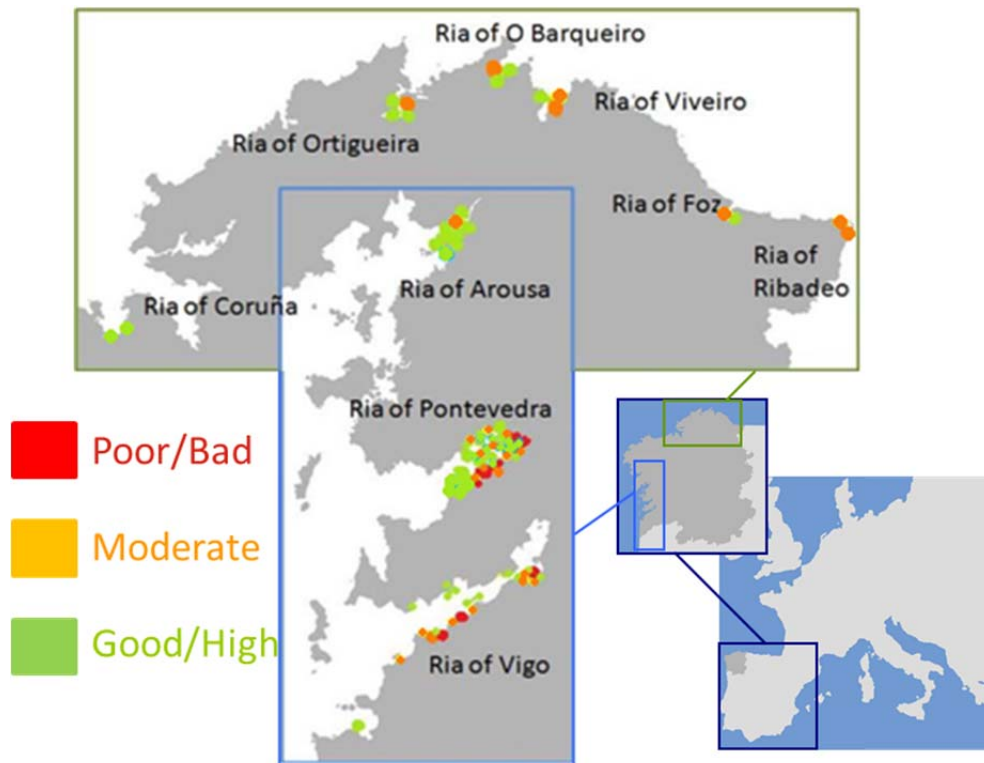 Ria of O Barqueiro
Ria of Viveiro
Ria of Ortigueira
Ria of Foz
Ria of
Ribadeo
Ria of Arousa
Ria of Coruña
Ria of Pontevedra
Poor/Bad
Moderate
Good/High
Ria of Vigo